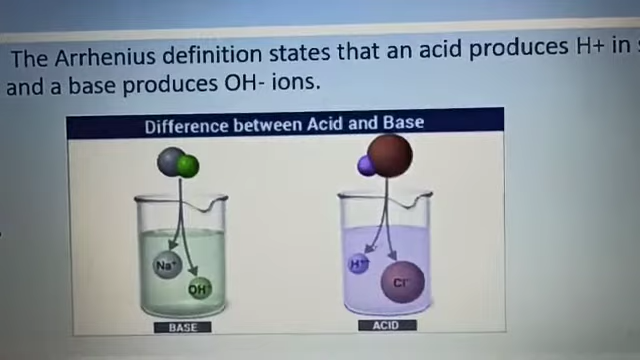 The Arrhenius definition states that an acid produces H+ in
and a base produces OH- ions.
Difference between Acid and Base
Na+
OH-
H+
Cl-
BASE
ACID